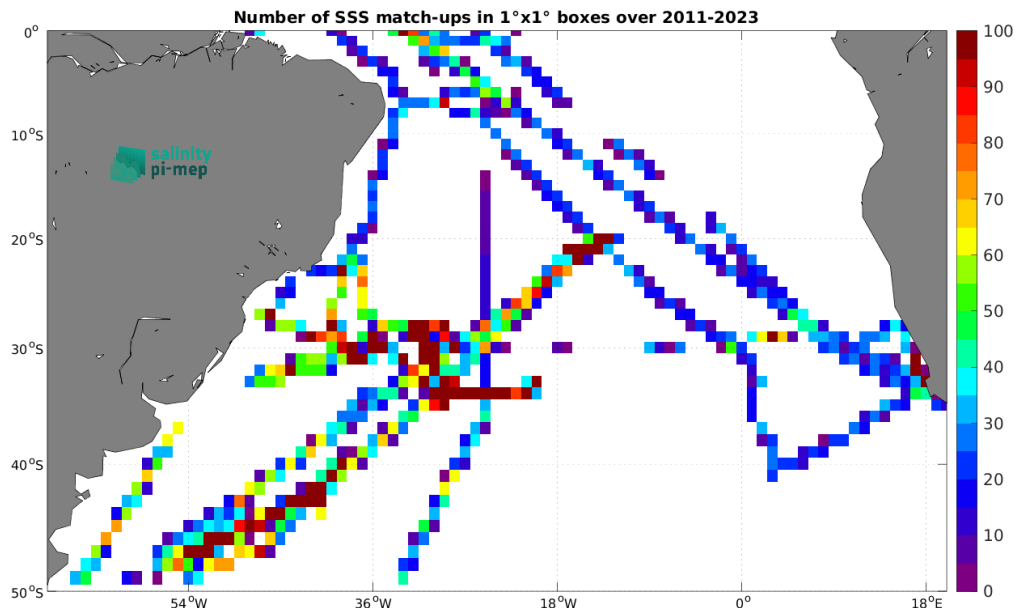 Number of SSS match-ups in 1°x1° boxes over 2011-2023
0°
10°S
20°S
30°S
40°S
50°S
54°W
36°W
18°W
0°
18°E
salinity
pi-mep
100
90
80
70
60
50
40
30
20
10
0